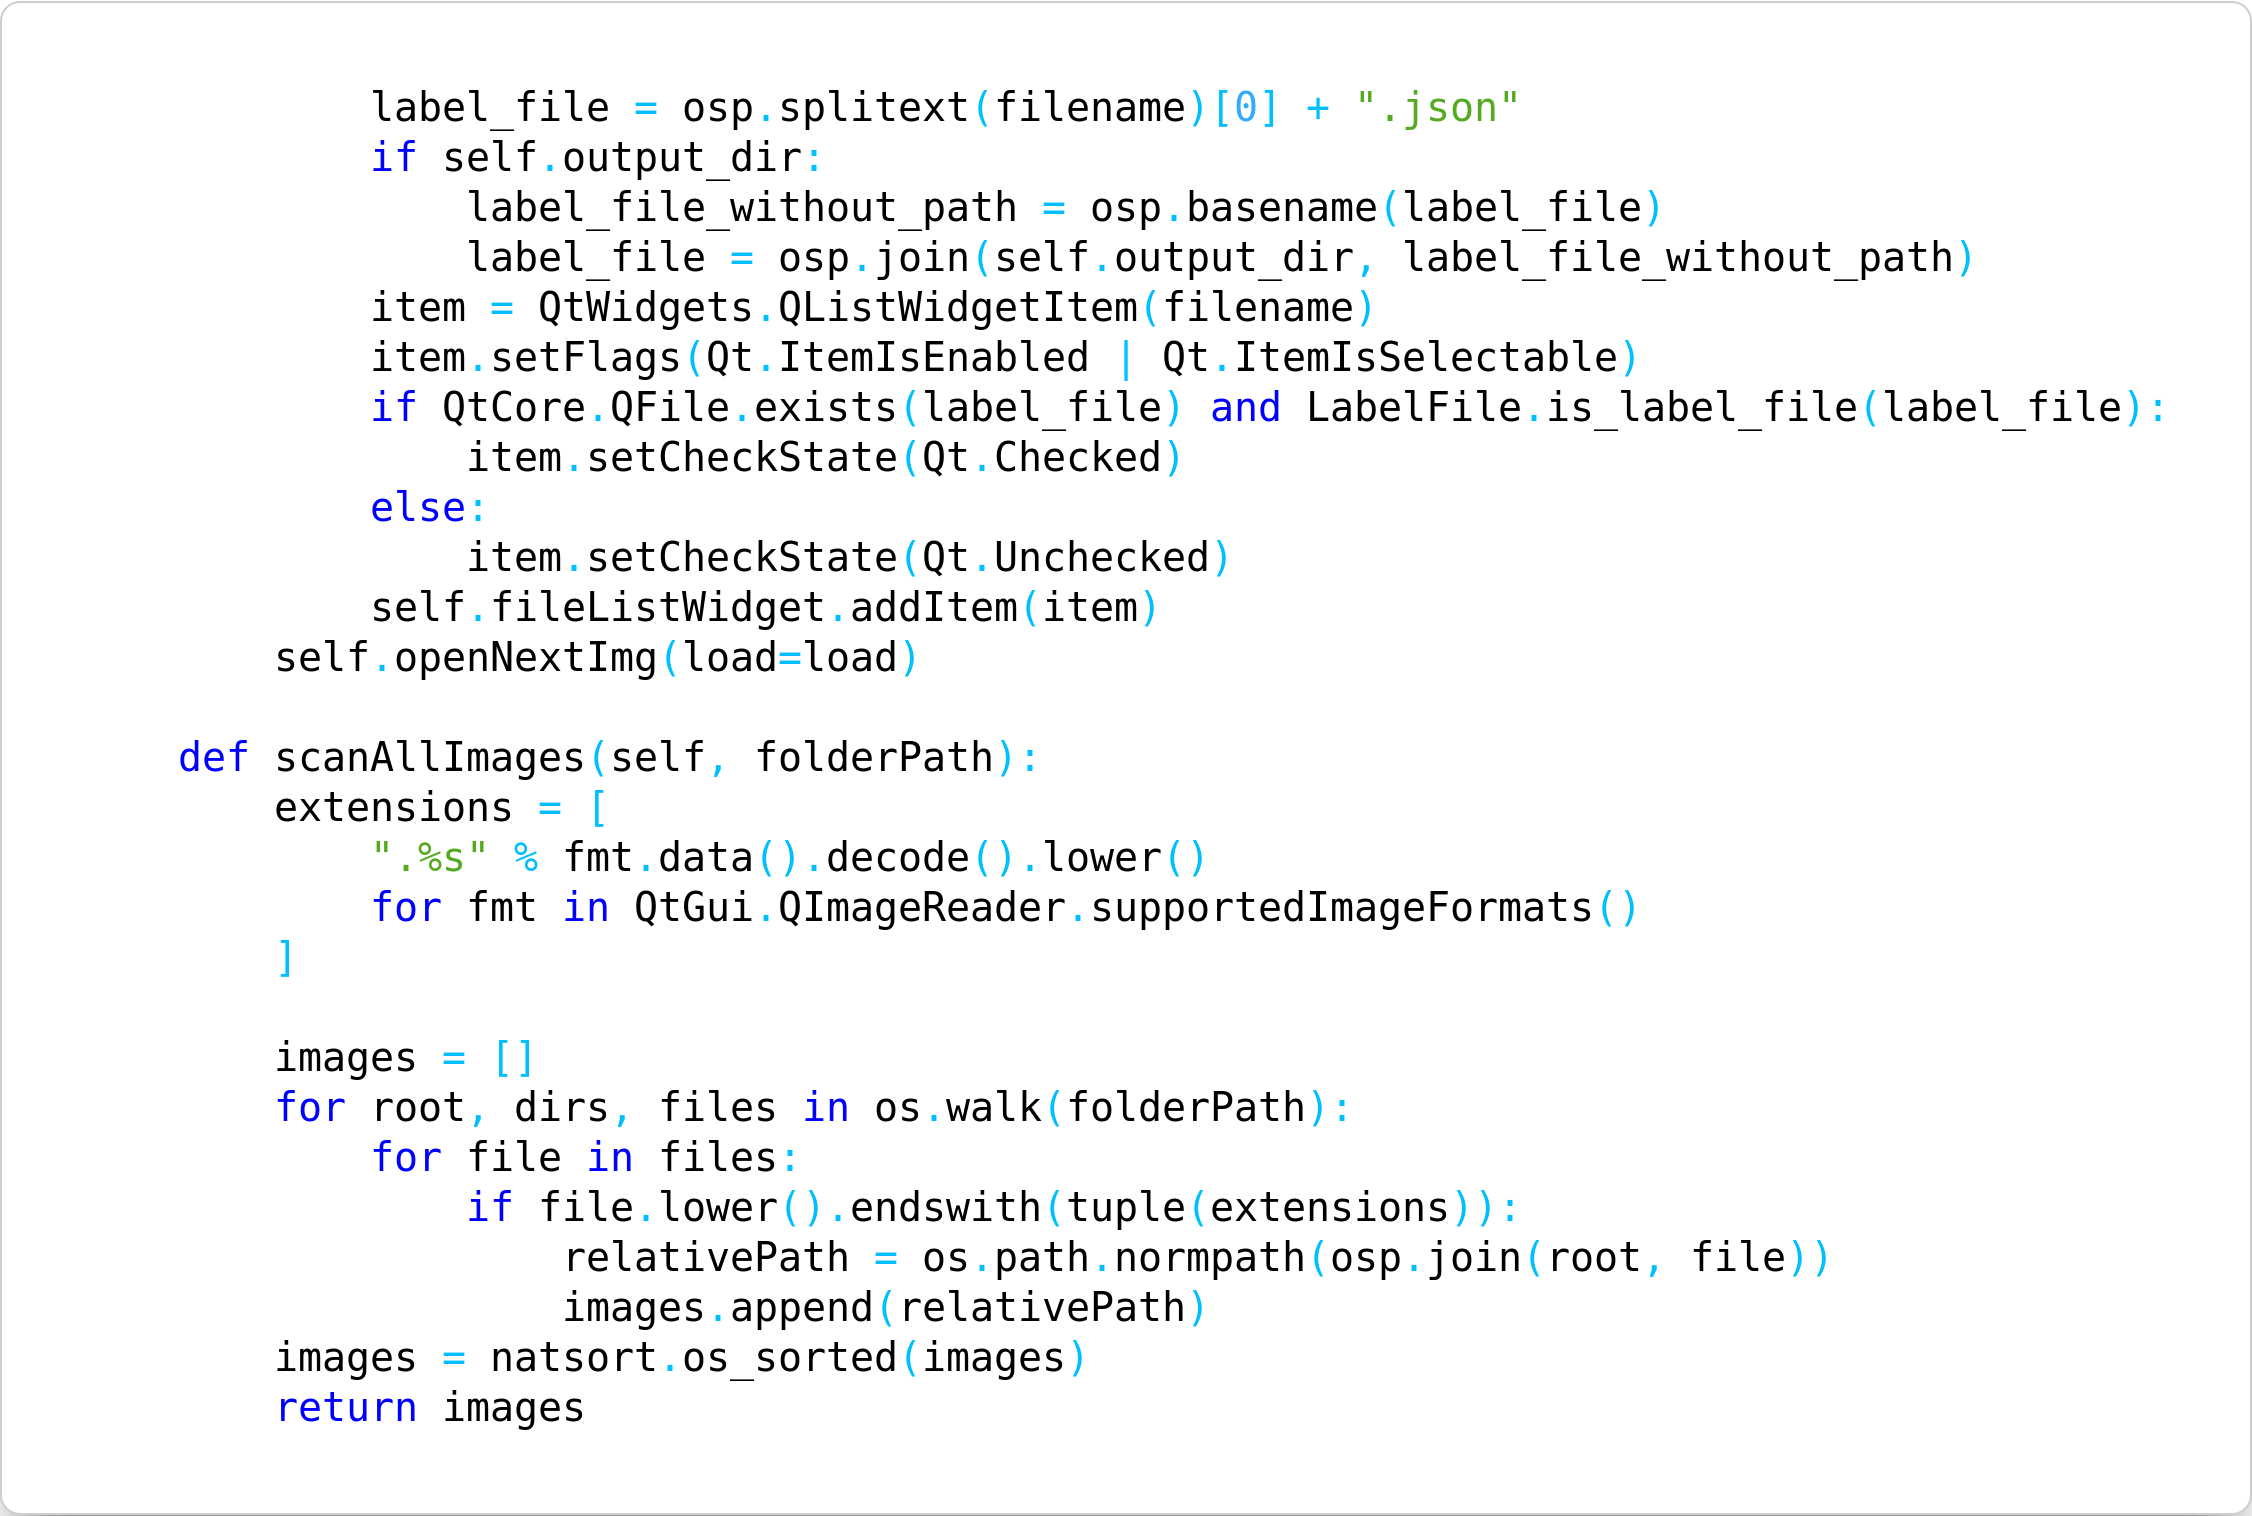 label_file = osp.splitext(filename)[0] + ".json"
            if self.output_dir:
                label_file_without_path = osp.basename(label_file)
                label_file = osp.join(self.output_dir, label_file_without_path)
            item = QtWidgets.QListWidgetItem(filename)
            item.setFlags(Qt.ItemIsEnabled | Qt.ItemIsSelectable)
            if QtCore.QFile.exists(label_file) and LabelFile.is_label_file(label_file):
                item.setCheckState(Qt.Checked)
            else:
                item.setCheckState(Qt.Unchecked)
            self.fileListWidget.addItem(item)
        self.openNextImg(load=load)

    def scanAllImages(self, folderPath):
        extensions = [
            ".%s" % fmt.data().decode().lower()
            for fmt in QtGui.QImageReader.supportedImageFormats()
        ]

        images = []
        for root, dirs, files in os.walk(folderPath):
            for file in files:
                if file.lower().endswith(tuple(extensions)):
                    relativePath = os.path.normpath(osp.join(root, file))
                    images.append(relativePath)
        images = natsort.os_sorted(images)
        return images